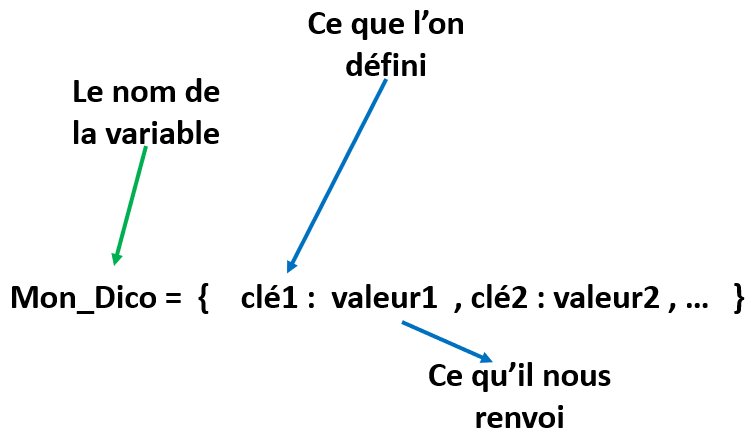 Ce que l’on
défini
Le nom de
la variable
Mon_Dico = { clé1 : valeur1 , clé2 : valeur2 , ... }
Ce qu’il nous
renvoi